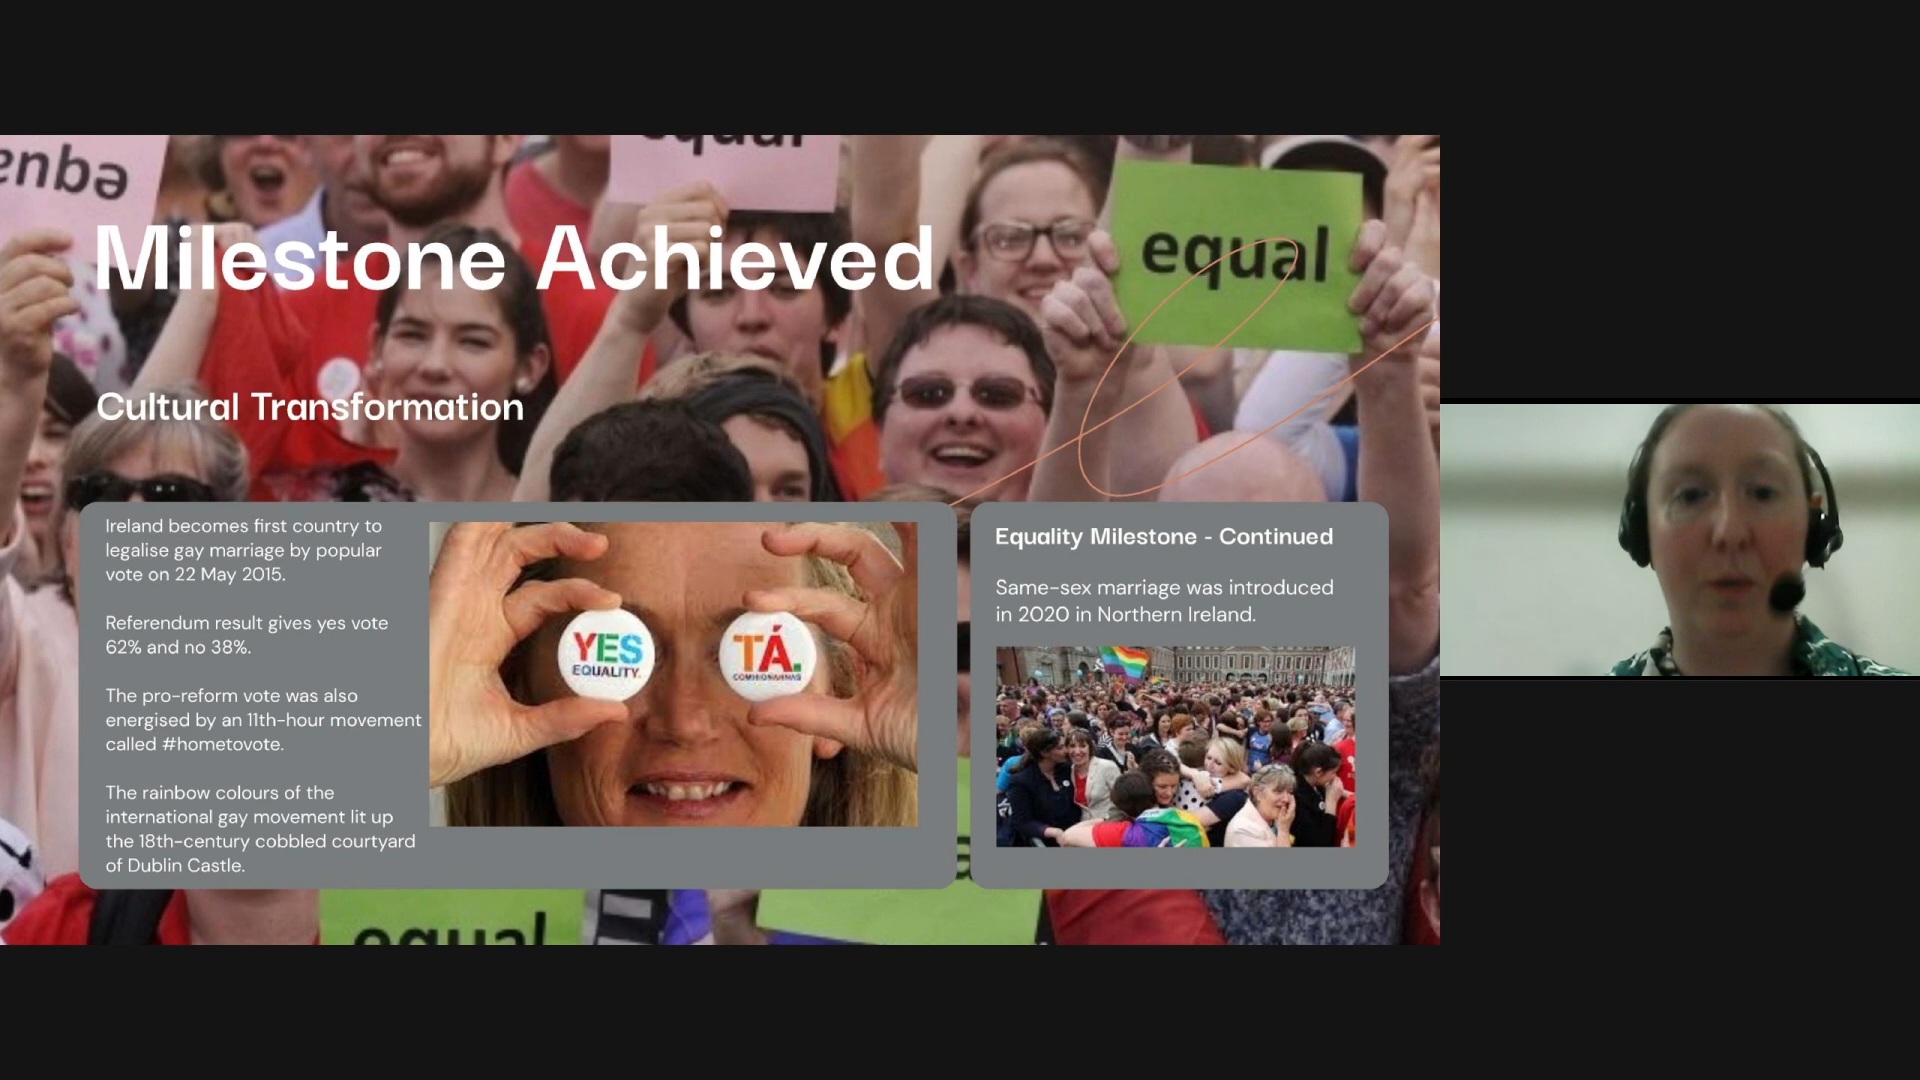 equal
equal
equal
Milestone Achieved
Cultural Transformation
Ireland becomes first country to
legalise gay marriage by popular
vote on 22 May 2015.
Referendum result gives yes vote
62% and no 38%.
The pro-reform vote was also
energised by an 11th-hour movement
called #hometovote.
The rainbow colours of the
international gay movement lit up
the 18th-century cobbled courtyard
of Dublin Castle.
YES
EQUALITY.
TÁ.
COMHIONANNAS
Equality Milestone - Continued
Same-sex marriage was introduced
in 2020 in Northern Ireland.
equal